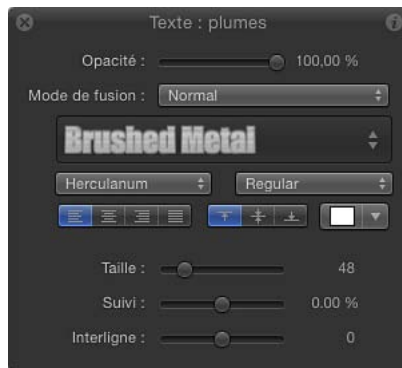 Texte : plumes
Opacité : 100,00 %
Mode de fusion : Normal
Brushed Metal
Herculanum Regular
Taille : 48
Suivi : 0.00 %
Interligne : 0